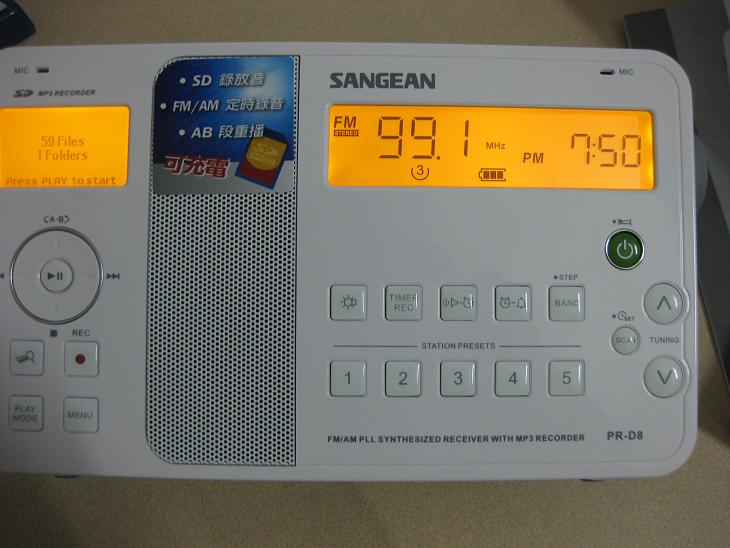 MIC
SD MP3 RECORDER
59 Files
1 Folders
Press PLAY to start
A-B
REC
PLAY MODE
MENU
• SD 錄放音
• FM/AM 定時錄音
• AB 段重播
可充電
SD
SANGEAN
MIC
FM
STEREO
99.1 MHz
PM 7:50
3
• STEP
TIMER REC
BAND
SET
SCAN
TUNING
STATION PRESETS
1 2 3 4 5
FM/AM PLL SYNTHESIZED RECEIVER WITH MP3 RECORDER
PR-D8